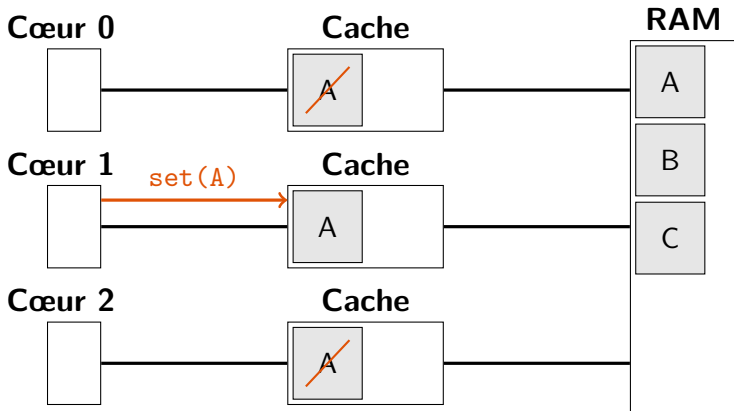 Cœur 0
Cache
RAM
A
A
B
C
Cœur 1
Cache
set(A)
A
Cœur 2
Cache
A